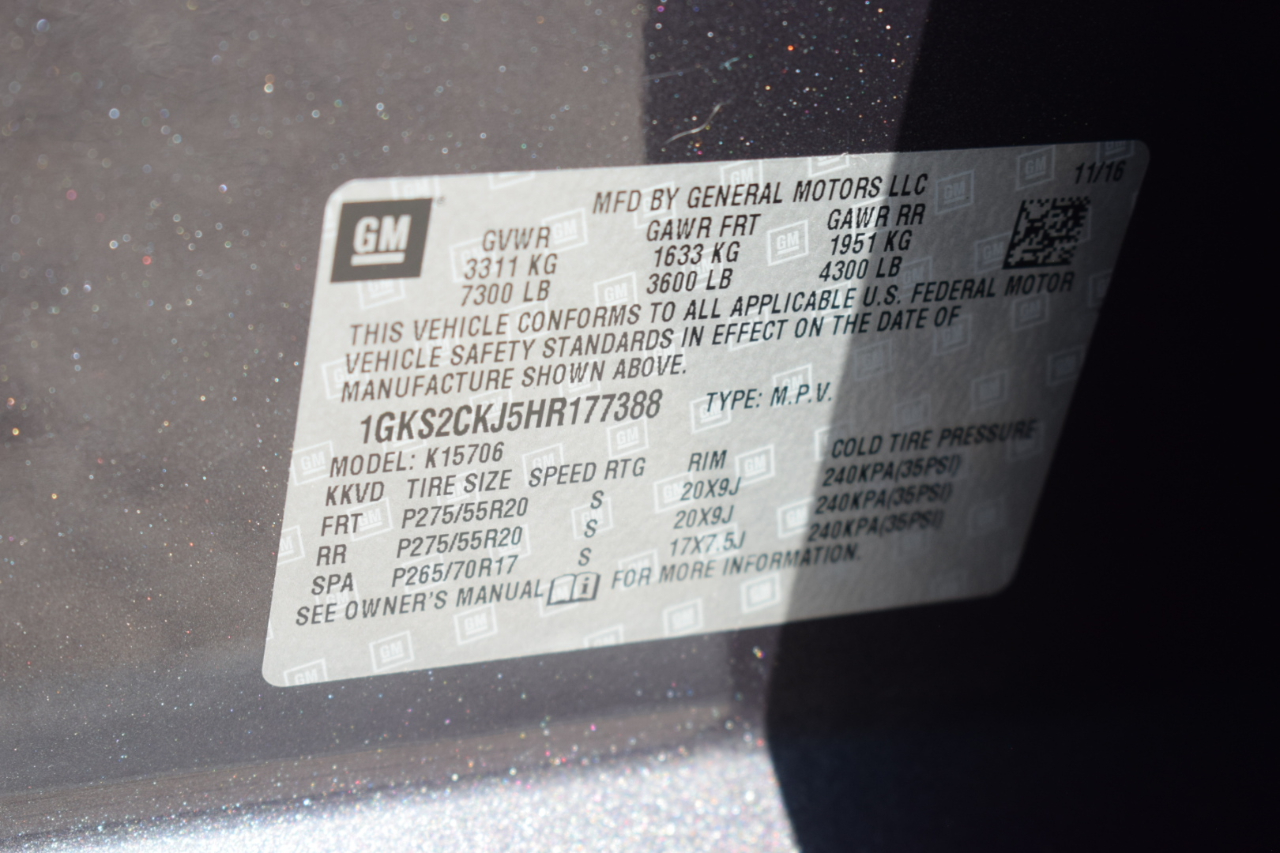 GM
11/16
MFD BY GENERAL MOTORS LLC
GVWR GAWR FRT GAWR RR
3311 KG 1633 KG 1951 KG
7300 LB 3600 LB 4300 LB
THIS VEHICLE CONFORMS TO ALL APPLICABLE U.S. FEDERAL MOTOR
VEHICLE SAFETY STANDARDS IN EFFECT ON THE DATE OF
MANUFACTURE SHOWN ABOVE.
1GKS2CKJ5HR177388 TYPE: M.P.V.
MODEL: K15706
KKVD TIRE SIZE SPEED RTG RIM COLD TIRE PRESSURE
FRT P275/55R20 S 20X9J 240KPA(35PSI)
RR P275/55R20 S 20X9J 240KPA(35PSI)
SPA P265/70R17 S 17X7.5J 240KPA(35PSI)
SEE OWNER'S MANUAL i FOR MORE INFORMATION.